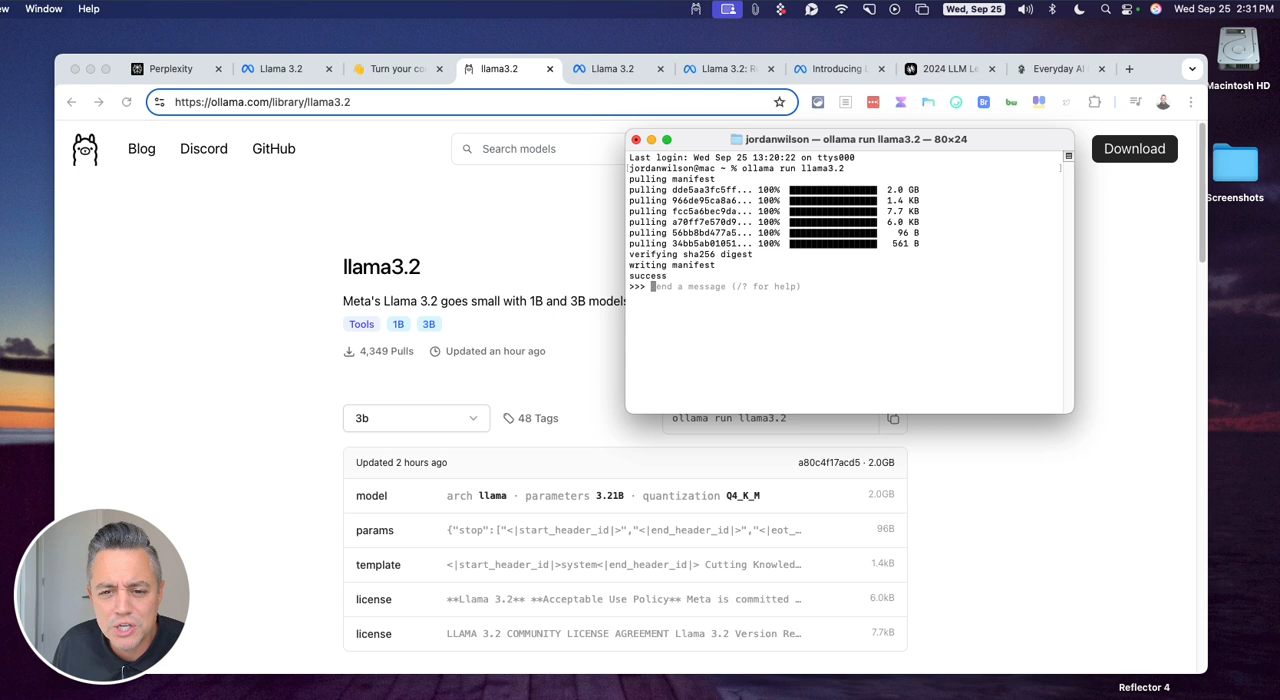 ew Window Help
Wed, Sep 25
Wed Sep 25 2:31 PM
Perplexity
Llama 3.2
Turn your co
llama3.2
Llama 3.2
Llama 3.2: R
Introducing L
2024 LLM Le
Everyday AI
https://ollama.com/library/llama3.2
Macintosh HD
Blog
Discord
GitHub
Search models
Download
Screenshots
jordanwilson — ollama run llama3.2 — 80×24
Last login: Wed Sep 25 13:20:22 on ttys000
[jordanwilson@mac ~ % ollama run llama3.2 ]
pulling manifest
pulling dde5aa3fc5ff... 100% 2.0 GB
pulling 966de95ca8a6... 100% 1.4 KB
pulling fcc5a6bec9da... 100% 7.7 KB
pulling a70ff7e570d9... 100% 6.0 KB
pulling 56bb8bd477a5... 100% 96 B
pulling 34bb5ab01051... 100% 561 B
verifying sha256 digest
writing manifest
success
>>> end a message (/? for help)
llama3.2
Meta's Llama 3.2 goes small with 1B and 3B models
Tools 1B 3B
4,349 Pulls Updated an hour ago
3b
48 Tags
ollama run llama3.2
Updated 2 hours ago
a80c4f17acd5 · 2.0GB
model arch llama · parameters 3.21B · quantization Q4_K_M 2.0GB
params {"stop":["<|start_header_id|>","<|end_header_id|>","<|eot_… 96B
template <|start_header_id|>system<|end_header_id|> Cutting Knowled… 1.4kB
license **Llama 3.2** **Acceptable Use Policy** Meta is committed … 6.0kB
license LLAMA 3.2 COMMUNITY LICENSE AGREEMENT Llama 3.2 Version Re… 7.7kB
Reflector 4